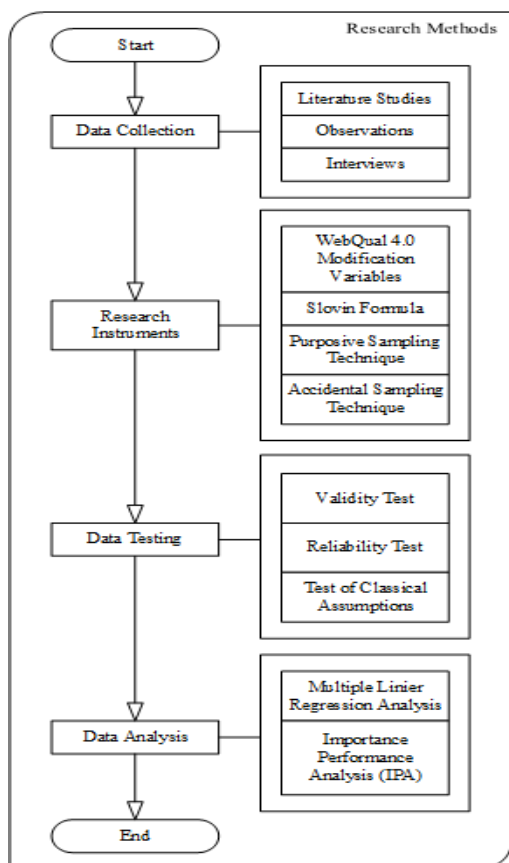 Research Methods
Start
Data Collection
Literature Studies
Observations
Interviews
Research
Instruments
WebQual 4.0
Modification
Variables
Slovin Formula
Purposive Sampling
Technique
Accidental Sampling
Technique
Data Testing
Validity Test
Reliability Test
Test of Classical
Assumptions
Data Analysis
Multiple Linier
Regression Analysis
Importance
Performance
Analysis (IPA)
End